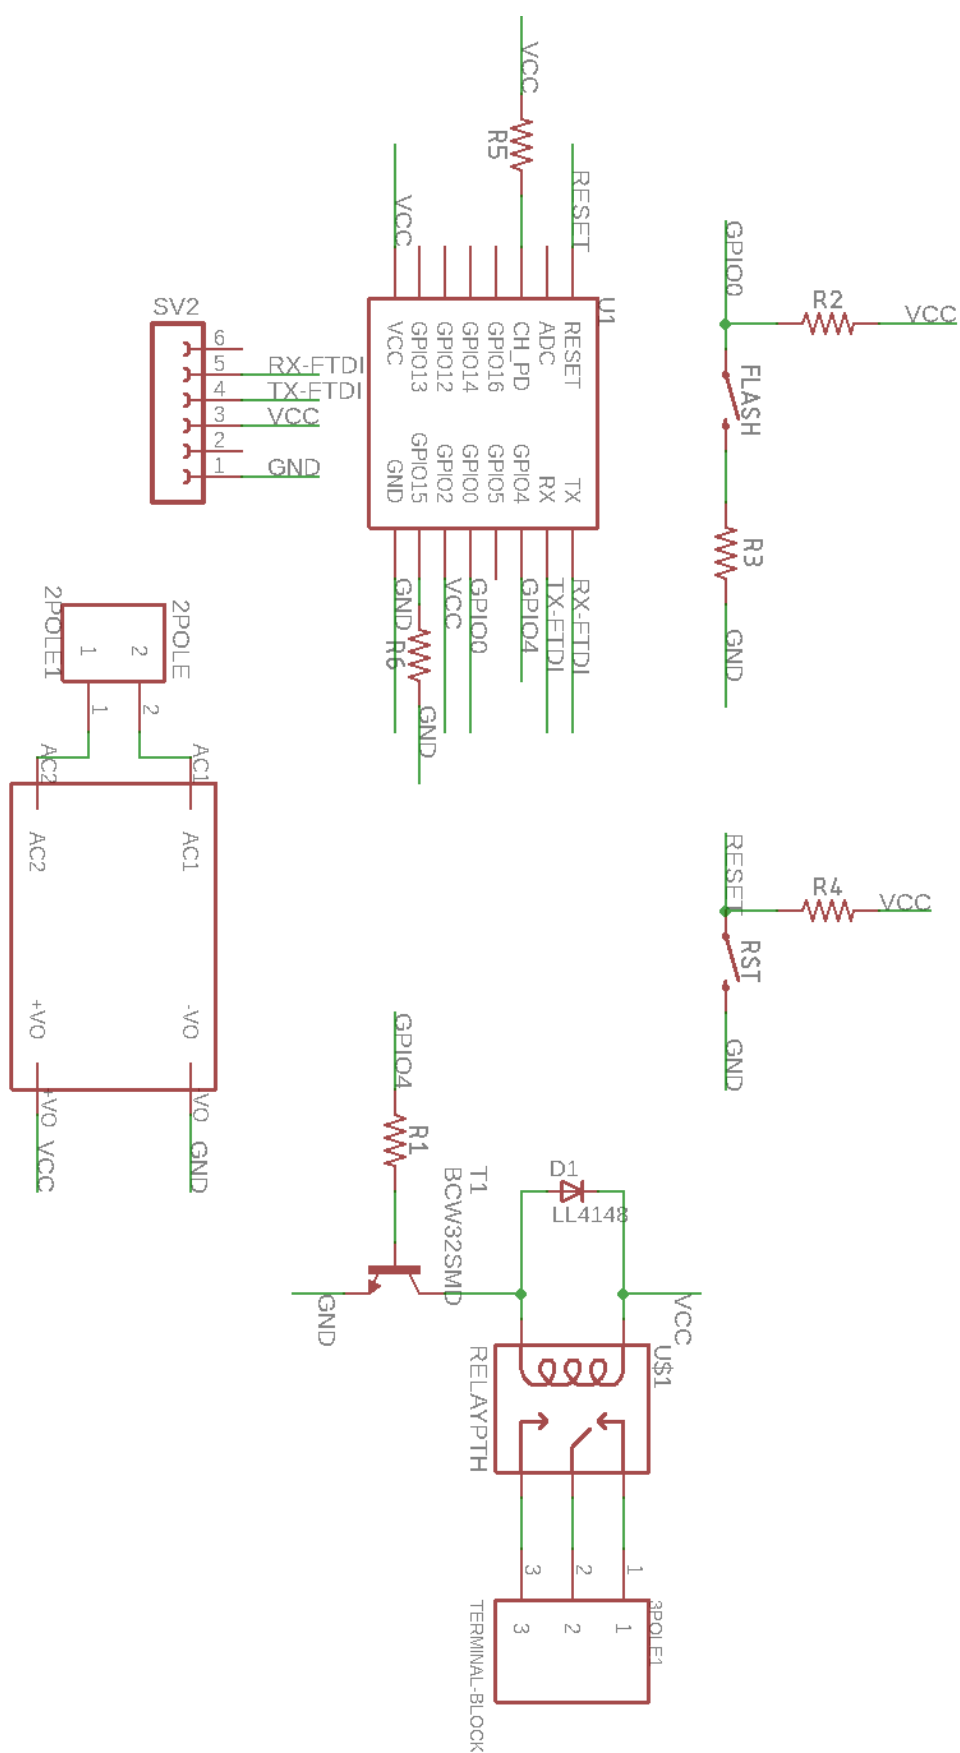 VCC
R5
RESET
VCC
U1
RESET
ADC
CH_PD
GPIO16
GPIO14
GPIO12
GPIO13
VCC
TX
RX
GPIO4
GPIO5
GPIO0
GPIO2
GPIO15
GND
RX-FTDI
TX-FTDI
GPIO4
GPIO0
VCC
GND
R6
GND
GPIO0
R2
VCC
FLASH
R3
GND
SV2
6
5
4
3
2
1
RX-FTDI
TX-FTDI
VCC
GND
2POLE
2POLE1
1
2
1
2
AC2
AC1
AC2
AC1
+VO
-VO
+VO
VO
VCC
GND
RESET
R4
VCC
RST
GND
GPIO4
R1
T1
BCW32SMD
GND
D1
LL4148
VCC
U$1
RELAYPTH
3
2
1
3
2
1
3POLE1
TERMINAL-BLOCK